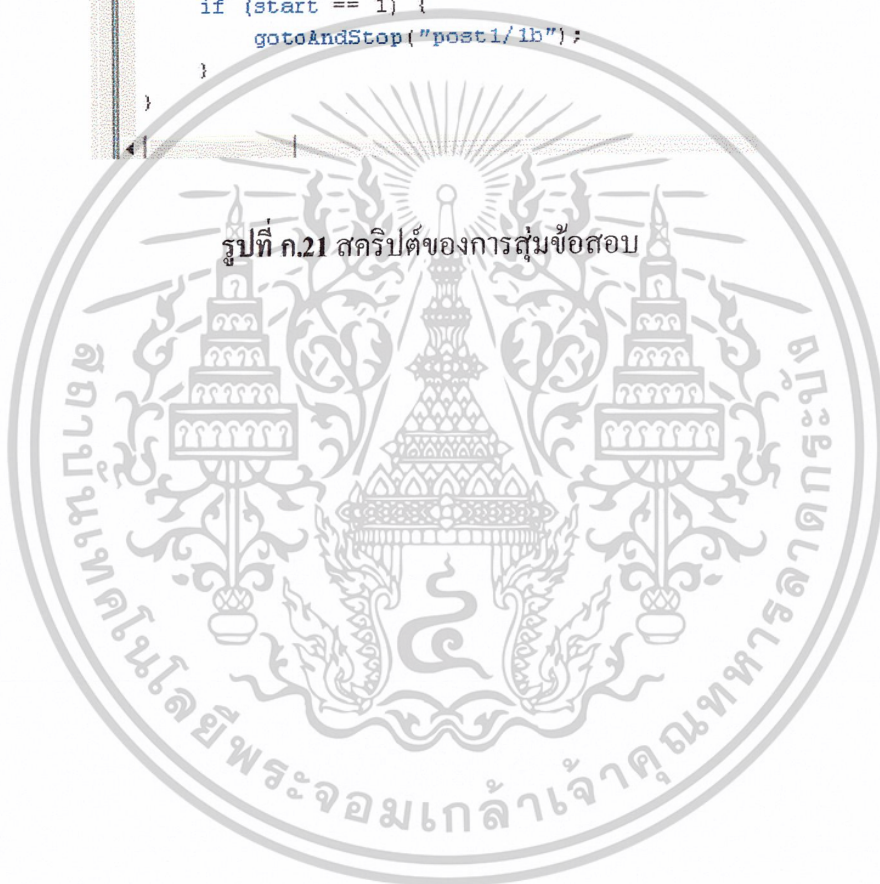 if (start == 1) {
gotoAndStop("post1/1b");
}
}
รูปที่ ค.21 สคริปต์ของการสุ่มข้อสอบ
สถาบันเทคโนโลยีพระจอมเกล้าเจ้าคุณทหารลาดกระบัง